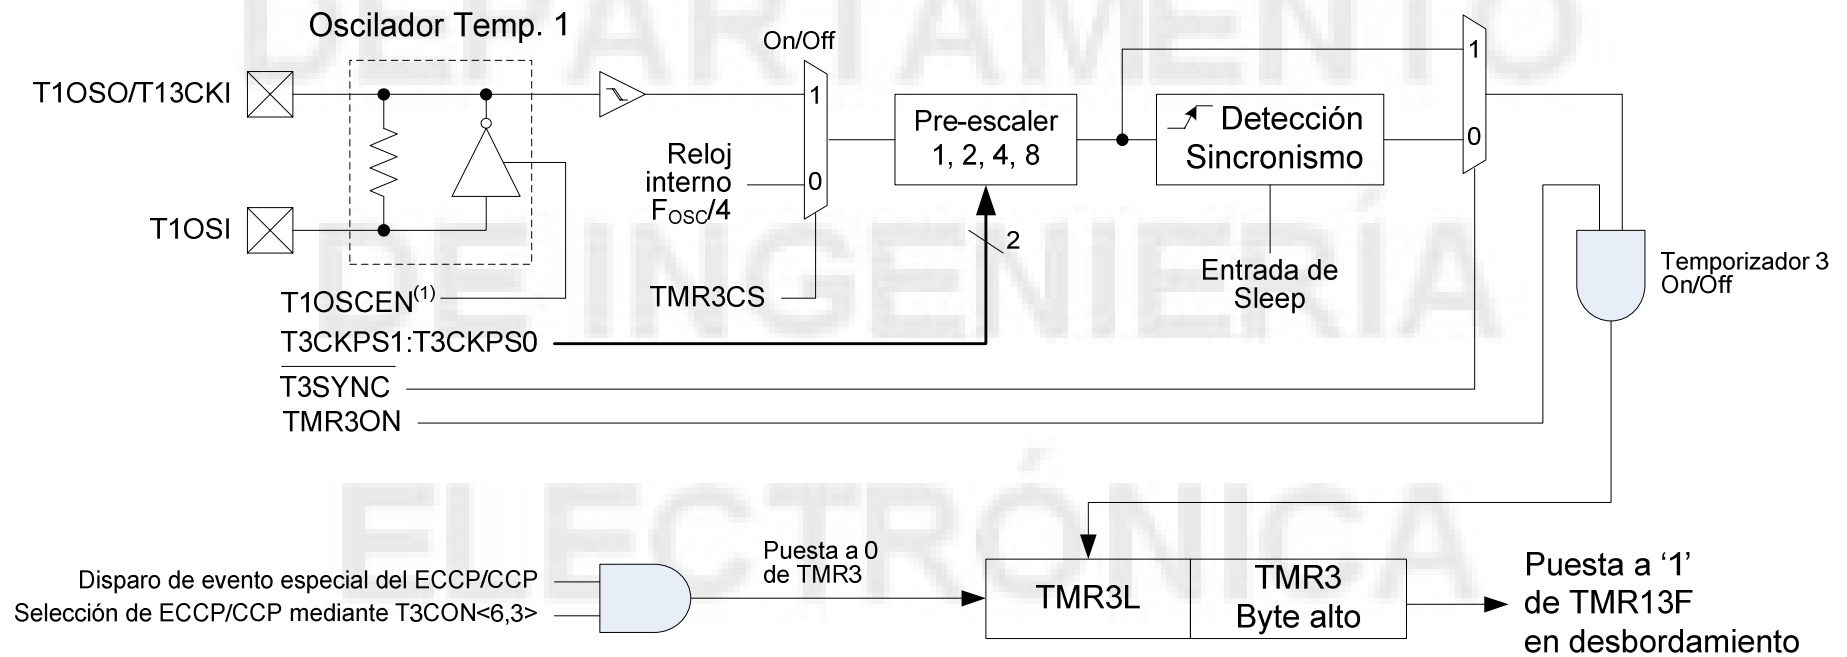 DEPARTAMENTO
DE INGENIERÍA
ELECTRÓNICA
Oscilador Temp. 1
On/Off
T1OSO/T13CKI
1
1
Pre-escaler
1, 2, 4, 8
Detección
Sincronismo
0
Reloj
interno
FOSC/4
0
T1OSI
2
Entrada de
Sleep
Temporizador 3
On/Off
T1OSCEN(1)
TMR3CS
T3CKPS1:T3CKPS0
T3SYNC
TMR3ON
Puesta a 0
de TMR3
Disparo de evento especial del ECCP/CCP
Selección de ECCP/CCP mediante T3CON<6,3>
TMR3L
TMR3
Byte alto
Puesta a ‘1’
de TMR13F
en desbordamiento